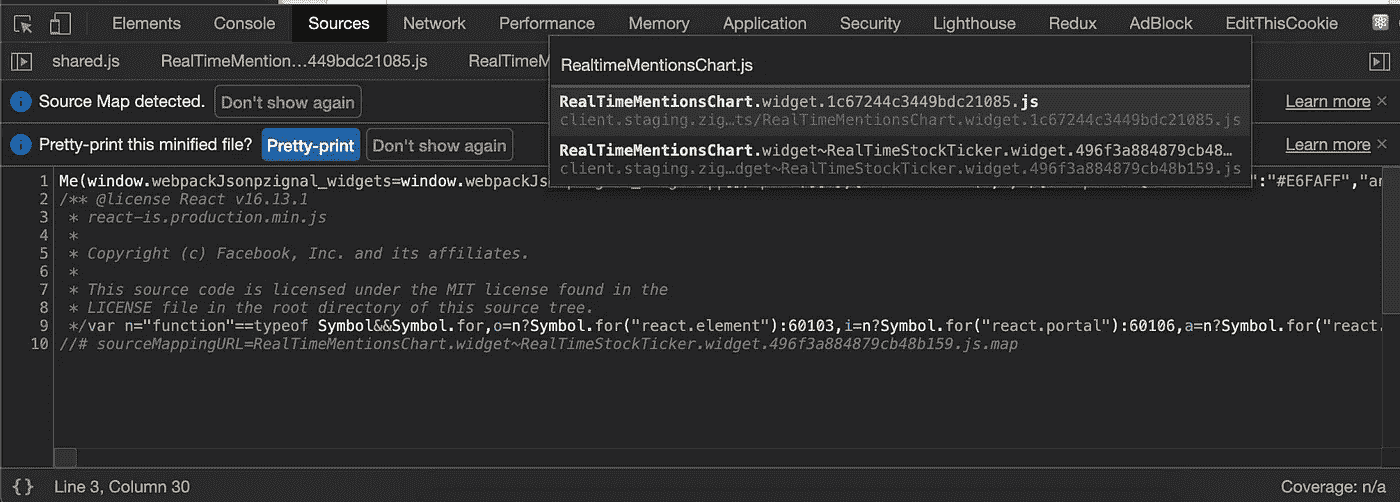 Elements Console Sources Network Performance Memory Application Security Lighthouse Redux AdBlock EditThisCookie
shared.js RealTimeMention…449bdc21085.js RealTimeM
RealtimeMentionsChart.js
Source Map detected. Don't show again Learn more
RealTimeMentionsChart.widget.1c67244c3449bdc21085.js
client.staging.zig…ts/RealTimeMentionsChart.widget.1c67244c3449bdc21085.js
Pretty-print this minified file? Pretty-print Don't show again Learn more
RealTimeMentionsChart.widget~RealTimeStockTicker.widget.496f3a884879cb48…
client.staging.zig…dget~RealTimeStockTicker.widget.496f3a884879cb48b159.js
1 Me(window.webpackJsonpzignal_widgets=window.webpackJs ":"#E6FAFF","an
2 /** @license React v16.13.1
3 * react-is.production.min.js
4 *
5 * Copyright (c) Facebook, Inc. and its affiliates.
6 *
7 * This source code is licensed under the MIT license found in the
8 * LICENSE file in the root directory of this source tree.
9 */var n="function"==typeof Symbol&&Symbol.for,o=n?Symbol.for("react.element"):60103,i=n?Symbol.for("react.portal"):60106,a=n?Symbol.for("react.
10 //# sourceMappingURL=RealTimeMentionsChart.widget~RealTimeStockTicker.widget.496f3a884879cb48b159.js.map
{} Line 3, Column 30 Coverage: n/a